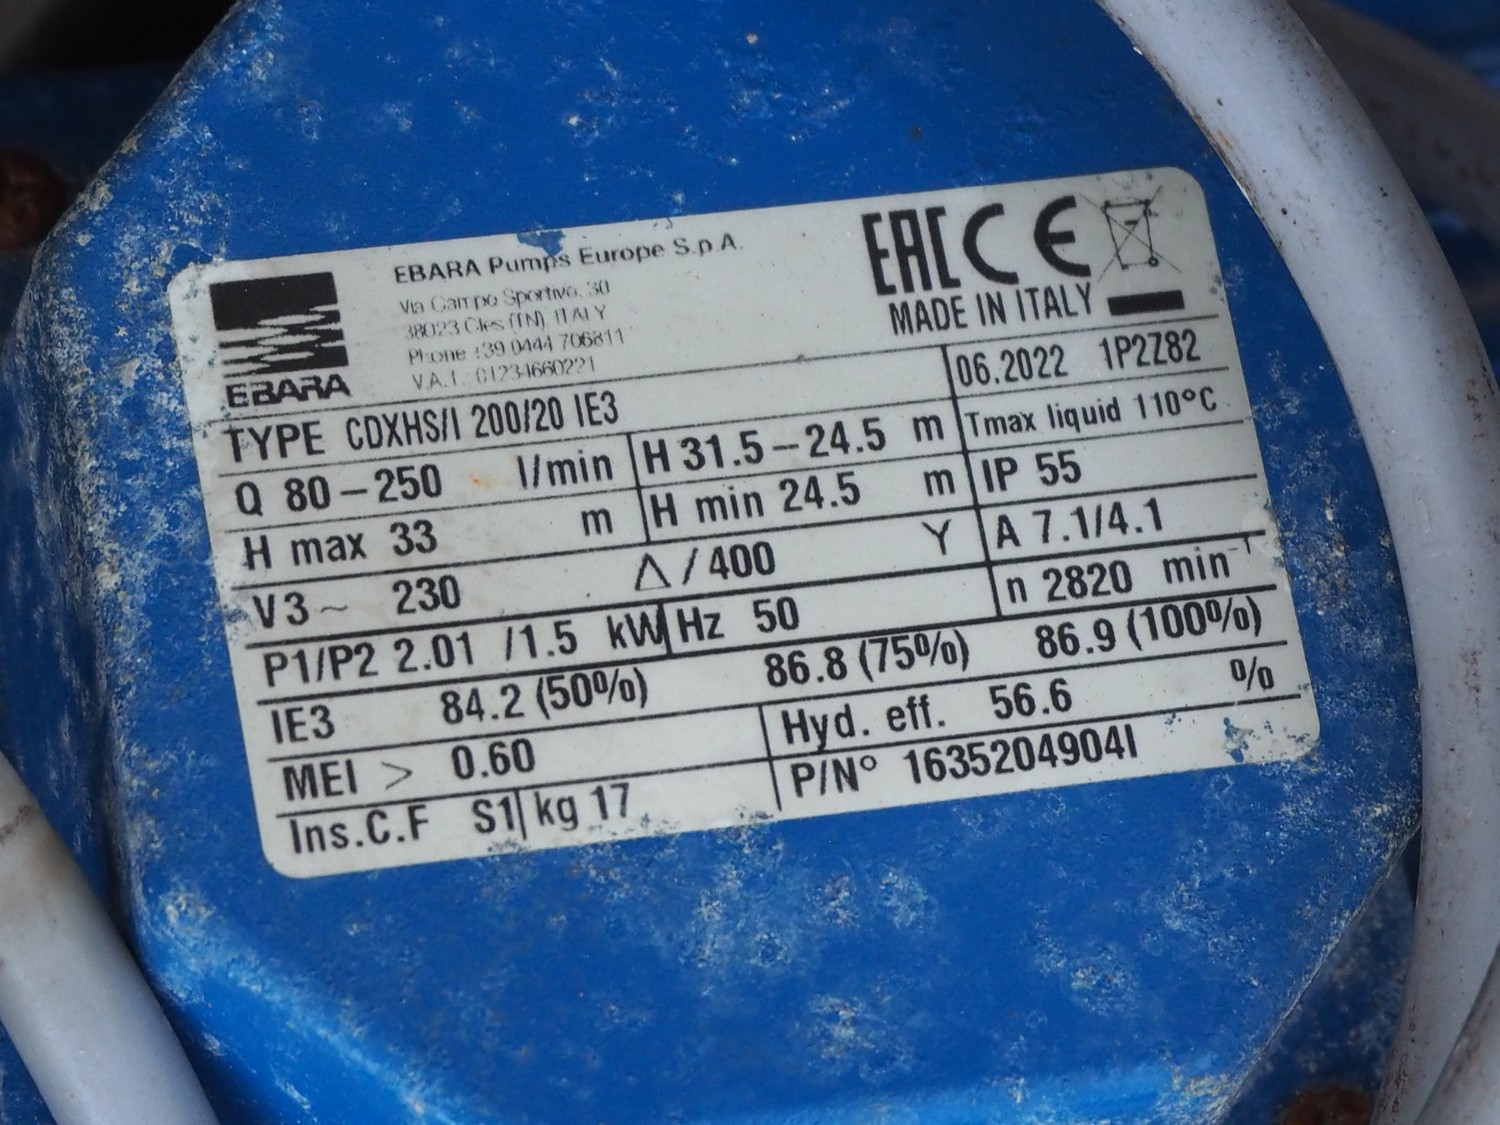 EBARA Pumps Europe S.p.A.
Via Campo Sportivo, 30
38023 Cles (TN), ITALY
Phone +39 0444 706811
V.A.T.: 01234660221
EBARA
EAC CE
MADE IN ITALY
TYPE CDXHS/I 200/20 IE3
06.2022 1P2Z82
Q 80-250 l/min H 31.5-24.5 m Tmax liquid 110°C
H max 33 m H min 24.5 m IP 55
V3~ 230 Δ/400 Y A 7.1/4.1
P1/P2 2.01 /1.5 kW Hz 50 n 2820 min⁻¹
IE3 84.2 (50%) 86.8 (75%) 86.9 (100%)
MEI > 0.60 Hyd. eff. 56.6 %
Ins.C.F S1 kg 17 P/N° 1635204904I